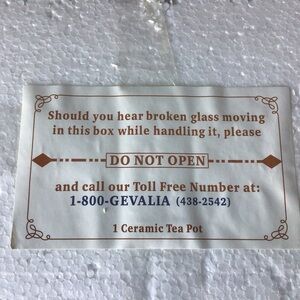 Should you hear broken glass moving
in this box while handling it, please
DO NOT OPEN
and call our Toll Free Number at:
1-800-GEVALIA (438-2542)
1 Ceramic Tea Pot